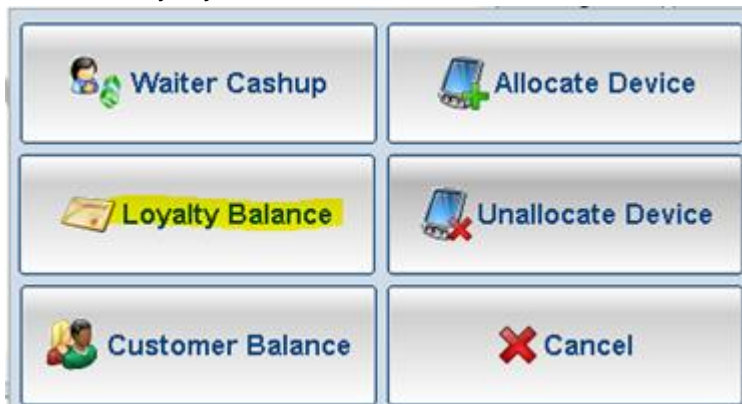 Waiter Cashup
Allocate Device
Loyalty Balance
Unallocate Device
Customer Balance
Cancel